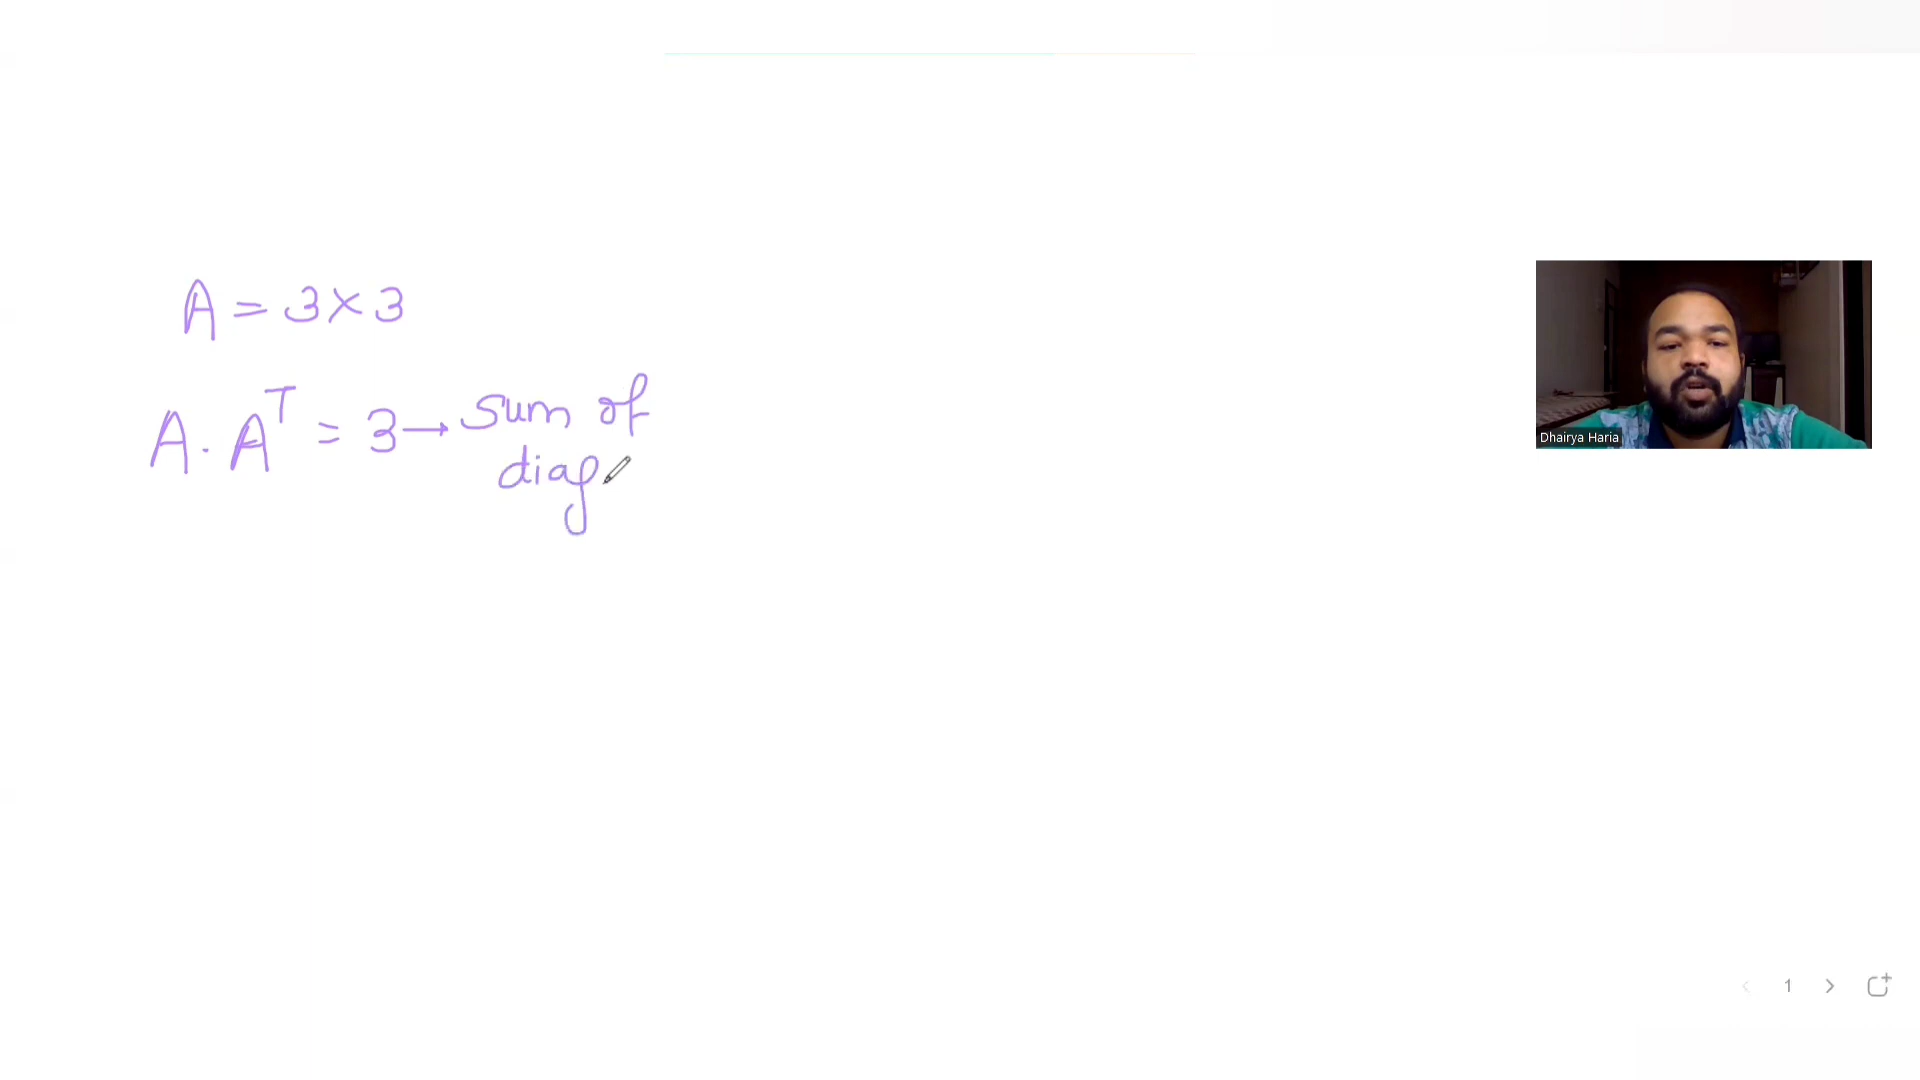 A = 3×3
A . A^T = 3 → sum of
diag
Dhairya Haria
1